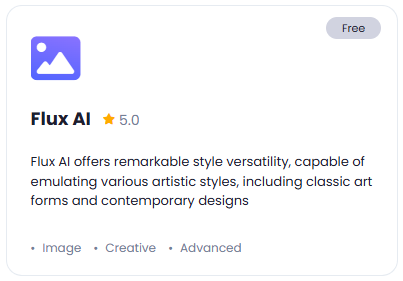 Free
Flux AI ★ 5.0
Flux AI offers remarkable style versatility, capable of
emulating various artistic styles, including classic art
forms and contemporary designs
• Image • Creative • Advanced